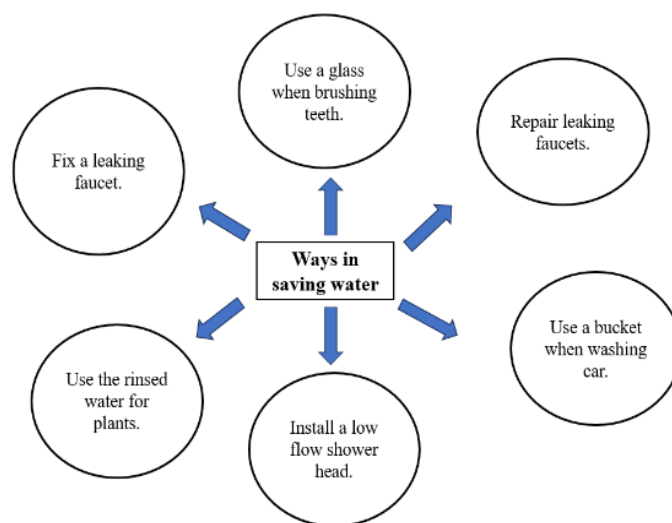 Use a glass
when brushing
teeth.
Repair leaking
faucets.
Fix a leaking
faucet.
Ways in
saving water
Use a bucket
when washing
car.
Use the rinsed
water for
plants.
Install a low
flow shower
head.